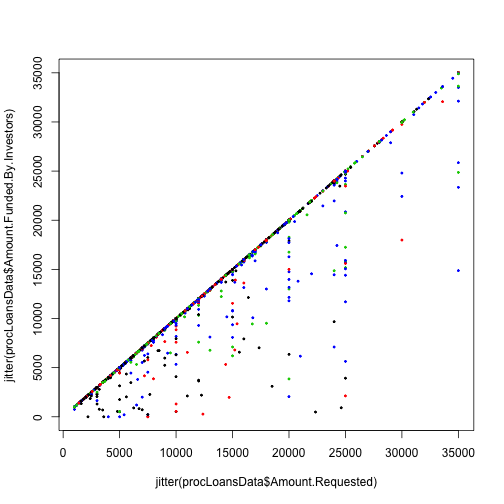 jitter(procLoansData$Amount.Funded.By.Investors)
35000
30000
25000
20000
15000
10000
5000
0
0 5000 10000 15000 20000 25000 30000 35000
jitter(procLoansData$Amount.Requested)